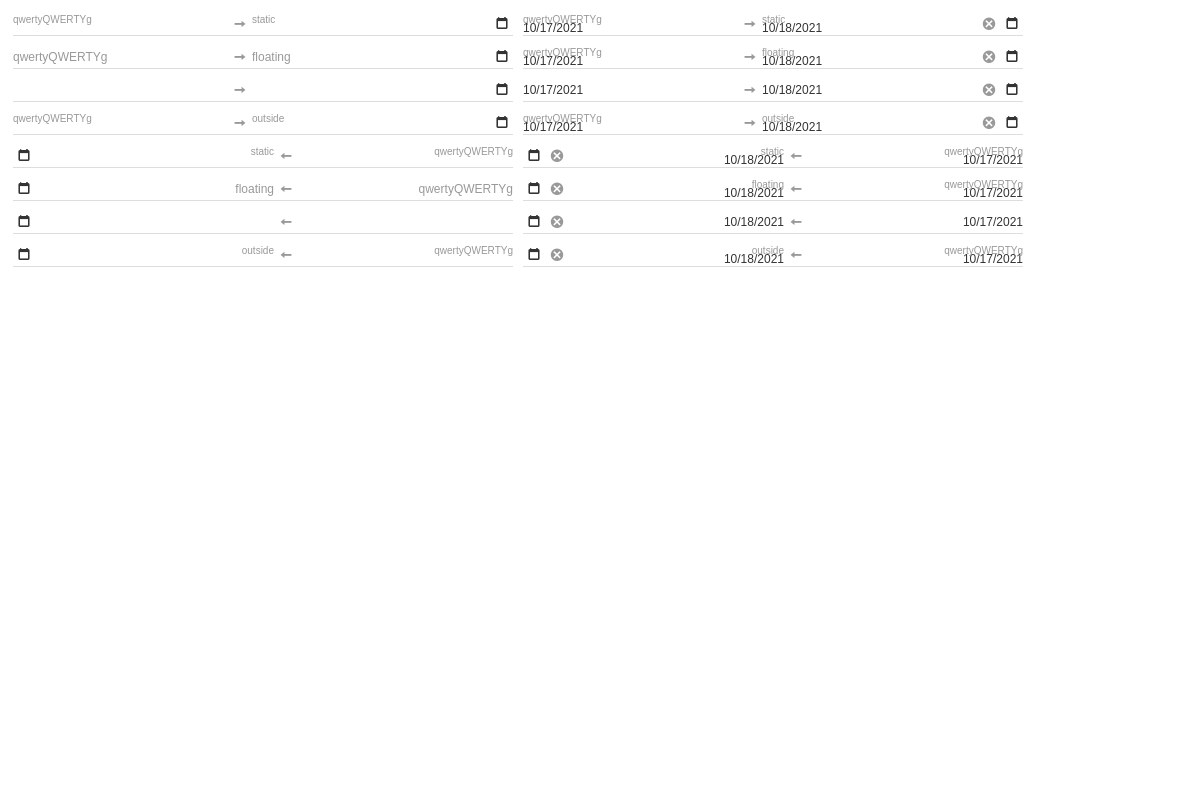 qwertyQWERTYg static qwertyQWERTYg static
10/17/2021 10/18/2021
qwertyQWERTYg floating qwertyQWERTYg floating
10/17/2021 10/18/2021
10/17/2021 10/18/2021
qwertyQWERTYg outside qwertyQWERTYg outside
10/17/2021 10/18/2021
static qwertyQWERTYg static qwertyQWERTYg
10/18/2021 10/17/2021
floating qwertyQWERTYg floating qwertyQWERTYg
10/18/2021 10/17/2021
10/18/2021 10/17/2021
outside qwertyQWERTYg outside qwertyQWERTYg
10/18/2021 10/17/2021